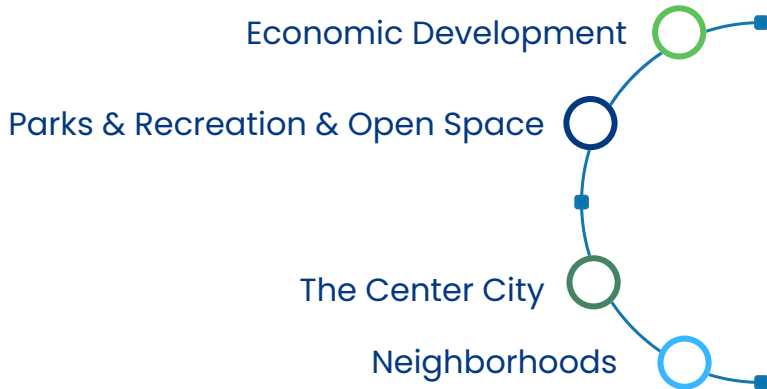 Economic Development
Parks & Recreation & Open Space
The Center City
Neighborhoods